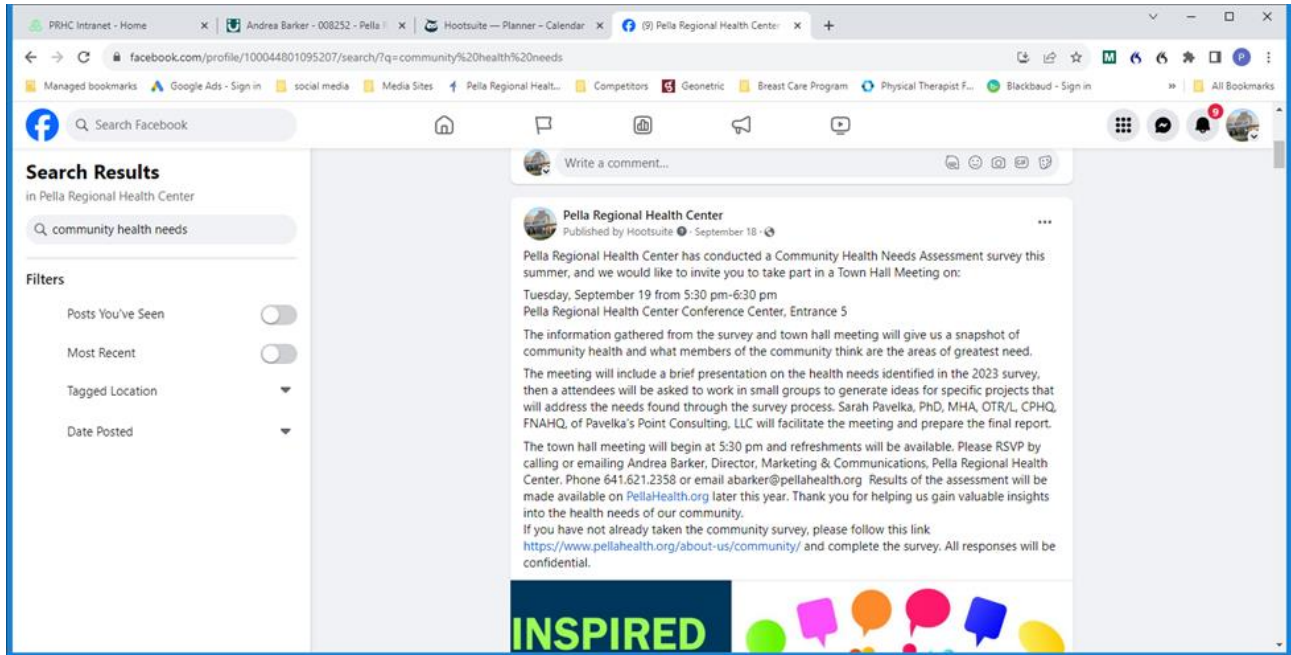 PRHC Intranet - Home
Andrea Barker - 008252 - Pella
Hootsuite — Planner – Calendar
(9) Pella Regional Health Center
facebook.com/profile/100044801095207/search/?q=community%20health%20needs
Managed bookmarks
Google Ads - Sign in
social media
Media Sites
Pella Regional Healt...
Competitors
Geonetric
Breast Care Program
Physical Therapist F...
Blackbaud - Sign in
»
All Bookmarks
Search Facebook
9
Search Results
in Pella Regional Health Center
community health needs
Filters
Posts You've Seen
Most Recent
Tagged Location
Date Posted
Write a comment...
Pella Regional Health Center
Published by Hootsuite · September 18 ·
Pella Regional Health Center has conducted a Community Health Needs Assessment survey this
summer, and we would like to invite you to take part in a Town Hall Meeting on:
Tuesday, September 19 from 5:30 pm-6:30 pm
Pella Regional Health Center Conference Center, Entrance 5
The information gathered from the survey and town hall meeting will give us a snapshot of
community health and what members of the community think are the areas of greatest need.
The meeting will include a brief presentation on the health needs identified in the 2023 survey,
then a attendees will be asked to work in small groups to generate ideas for specific projects that
will address the needs found through the survey process. Sarah Pavelka, PhD, MHA, OTR/L, CPHQ,
FNAHQ, of Pavelka's Point Consulting, LLC will facilitate the meeting and prepare the final report.
The town hall meeting will begin at 5:30 pm and refreshments will be available. Please RSVP by
calling or emailing Andrea Barker, Director, Marketing & Communications, Pella Regional Health
Center. Phone 641.621.2358 or email abarker@pellahealth.org Results of the assessment will be
made available on PellaHealth.org later this year. Thank you for helping us gain valuable insights
into the health needs of our community.
If you have not already taken the community survey, please follow this link
https://www.pellahealth.org/about-us/community/ and complete the survey. All responses will be
confidential.
INSPIRED